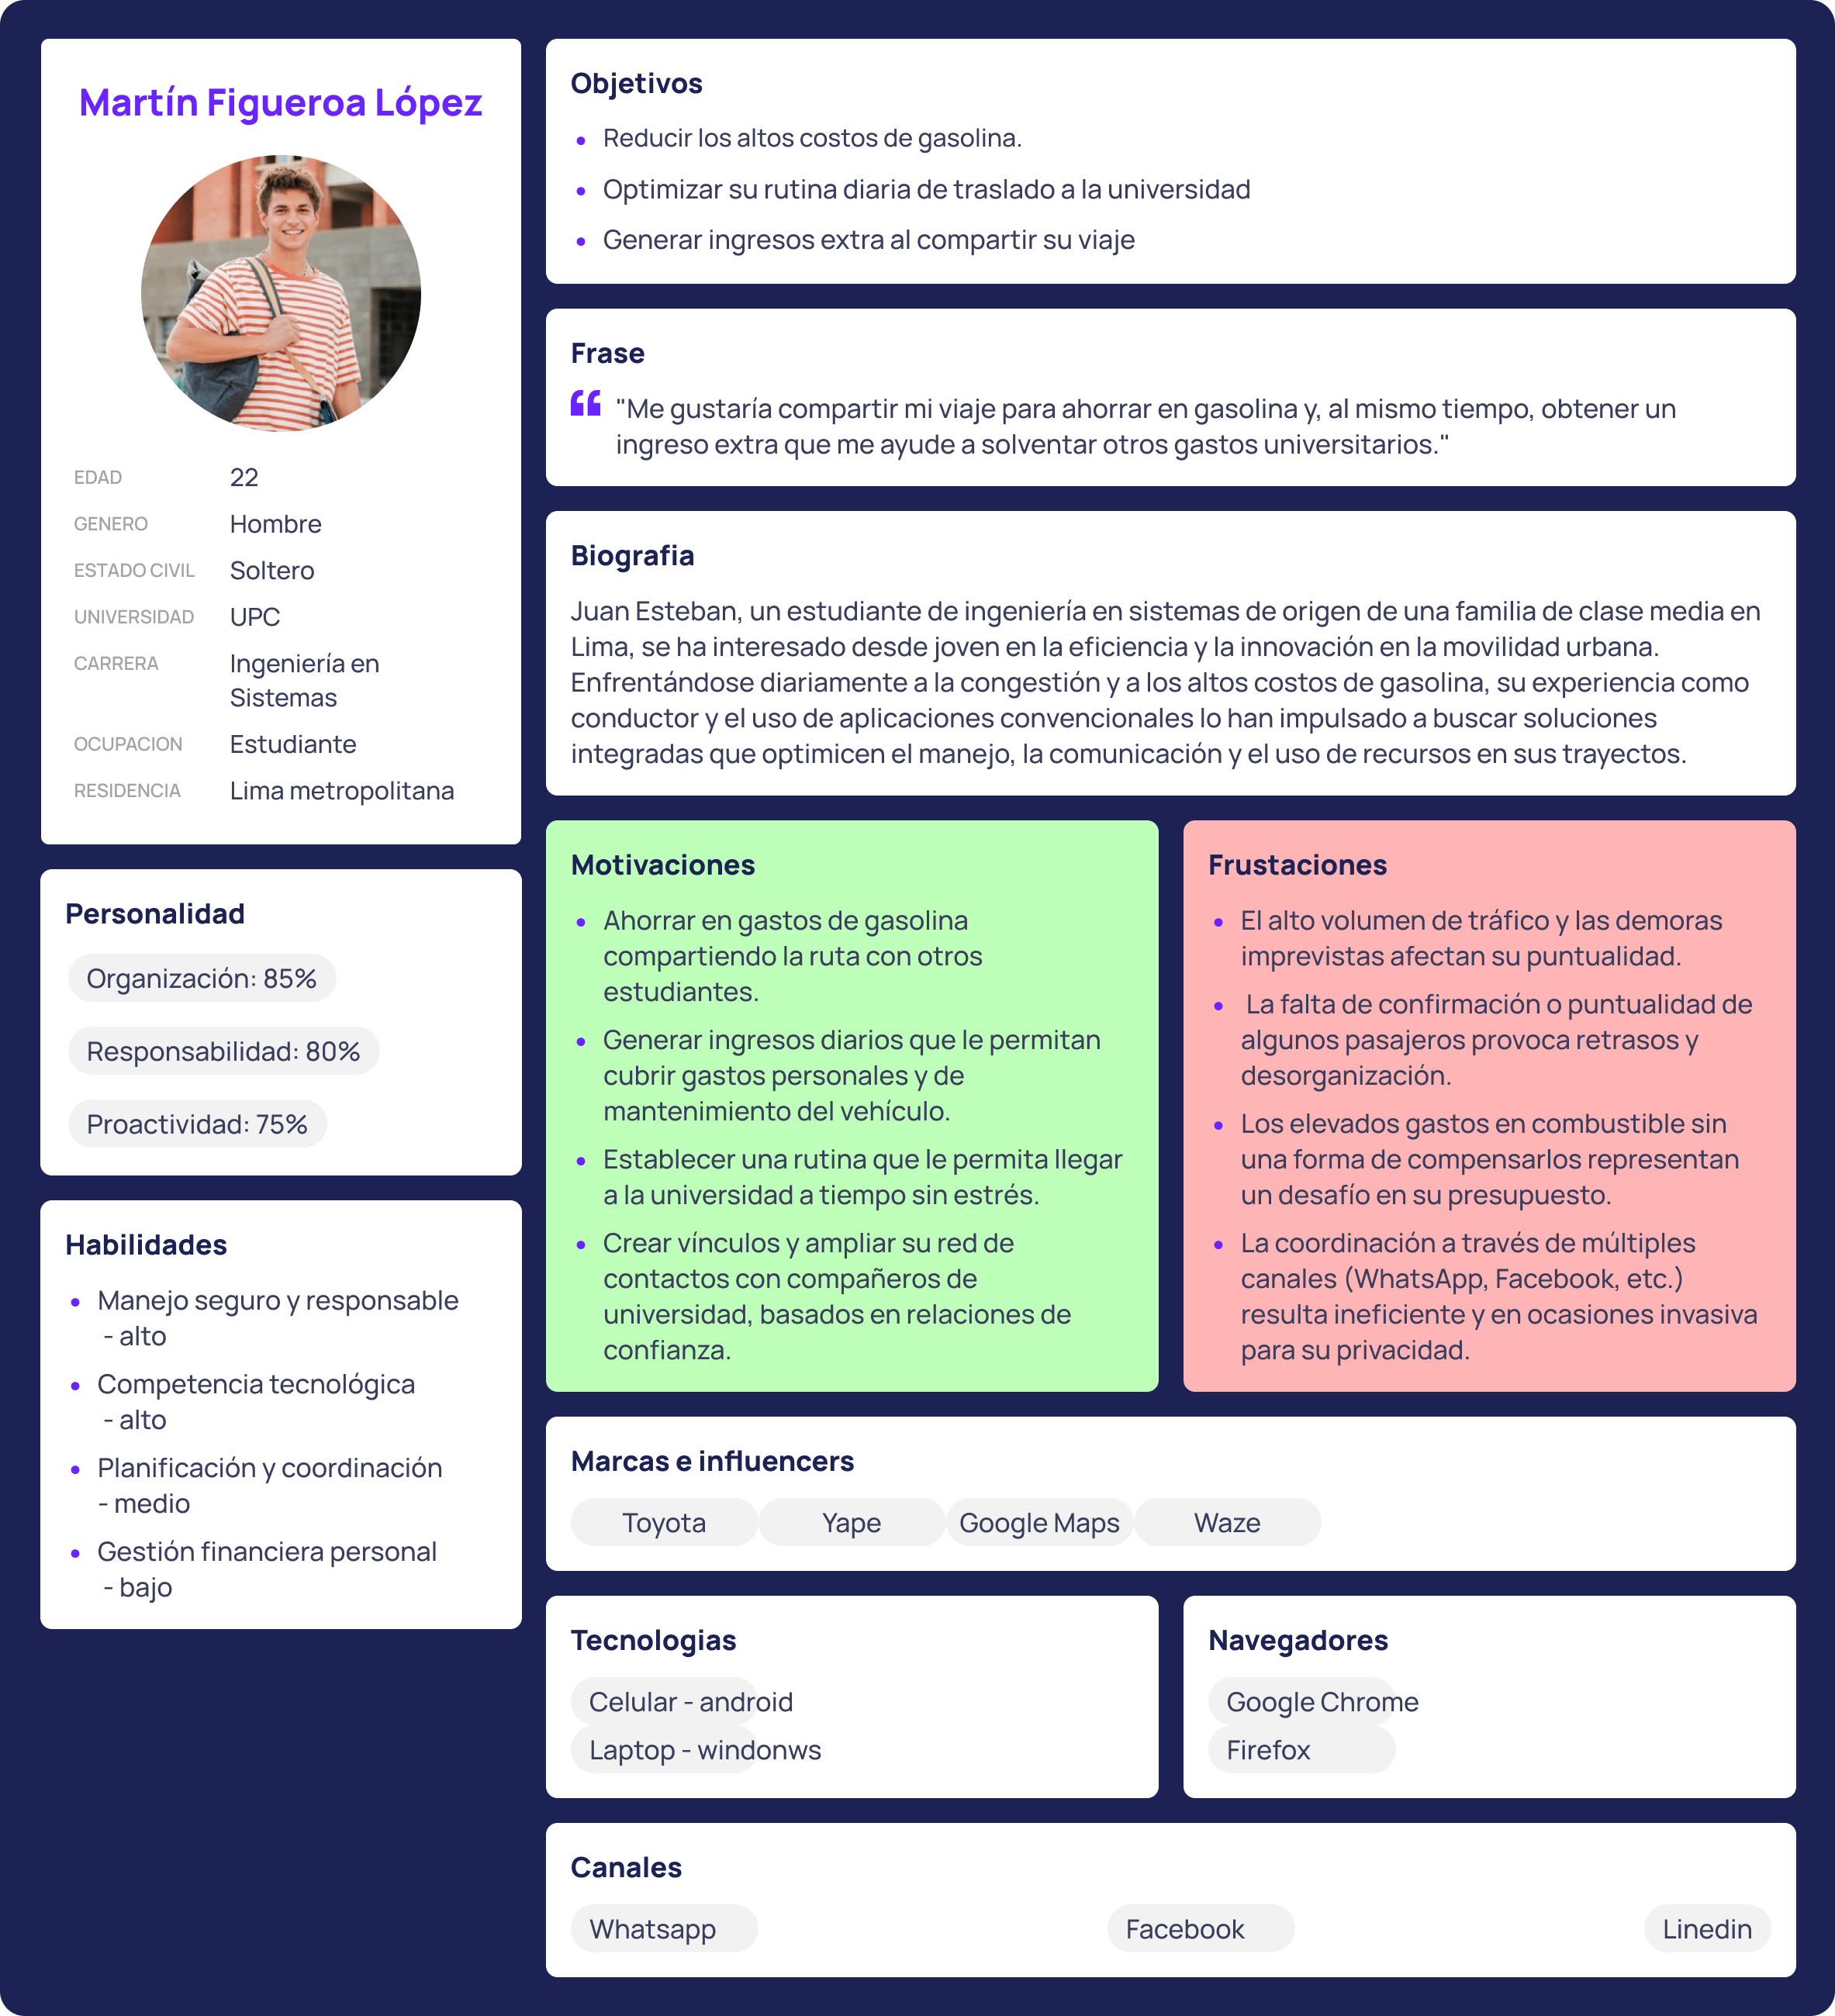 Martín Figueroa López
EDAD 22
GENERO Hombre
ESTADO CIVIL Soltero
UNIVERSIDAD UPC
CARRERA Ingeniería en
Sistemas
OCUPACION Estudiante
RESIDENCIA Lima metropolitana
Personalidad
Organización: 85%
Responsabilidad: 80%
Proactividad: 75%
Habilidades
• Manejo seguro y responsable
- alto
• Competencia tecnológica
- alto
• Planificación y coordinación
- medio
• Gestión financiera personal
- bajo
Objetivos
• Reducir los altos costos de gasolina.
• Optimizar su rutina diaria de traslado a la universidad
• Generar ingresos extra al compartir su viaje
Frase
"Me gustaría compartir mi viaje para ahorrar en gasolina y, al mismo tiempo, obtener un
ingreso extra que me ayude a solventar otros gastos universitarios."
Biografia
Juan Esteban, un estudiante de ingeniería en sistemas de origen de una familia de clase media en
Lima, se ha interesado desde joven en la eficiencia y la innovación en la movilidad urbana.
Enfrentándose diariamente a la congestión y a los altos costos de gasolina, su experiencia como
conductor y el uso de aplicaciones convencionales lo han impulsado a buscar soluciones
integradas que optimicen el manejo, la comunicación y el uso de recursos en sus trayectos.
Motivaciones
• Ahorrar en gastos de gasolina
compartiendo la ruta con otros
estudiantes.
• Generar ingresos diarios que le permitan
cubrir gastos personales y de
mantenimiento del vehículo.
• Establecer una rutina que le permita llegar
a la universidad a tiempo sin estrés.
• Crear vínculos y ampliar su red de
contactos con compañeros de
universidad, basados en relaciones de
confianza.
Frustaciones
• El alto volumen de tráfico y las demoras
imprevistas afectan su puntualidad.
• La falta de confirmación o puntualidad de
algunos pasajeros provoca retrasos y
desorganización.
• Los elevados gastos en combustible sin
una forma de compensarlos representan
un desafío en su presupuesto.
• La coordinación a través de múltiples
canales (WhatsApp, Facebook, etc.)
resulta ineficiente y en ocasiones invasiva
para su privacidad.
Marcas e influencers
Toyota Yape Google Maps Waze
Tecnologias
Celular - android
Laptop - windonws
Navegadores
Google Chrome
Firefox
Canales
Whatsapp Facebook Linedin